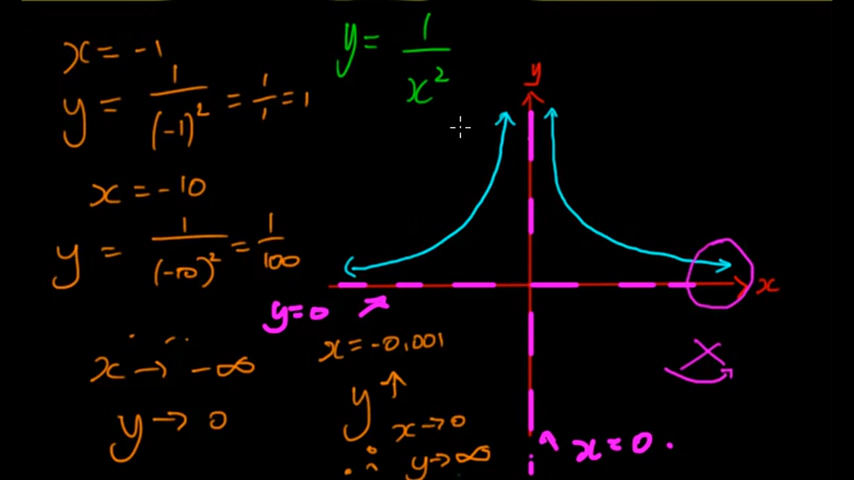 x = -1
y = 1/(-1)² = 1/1 = 1
x = -10
y = 1/(-10)² = 1/100
∴ x → -∞
y → 0
y = 1/x²
y
x
y=0
x = -0.001
y ↑
x → 0
∴ y → ∞
x = 0.